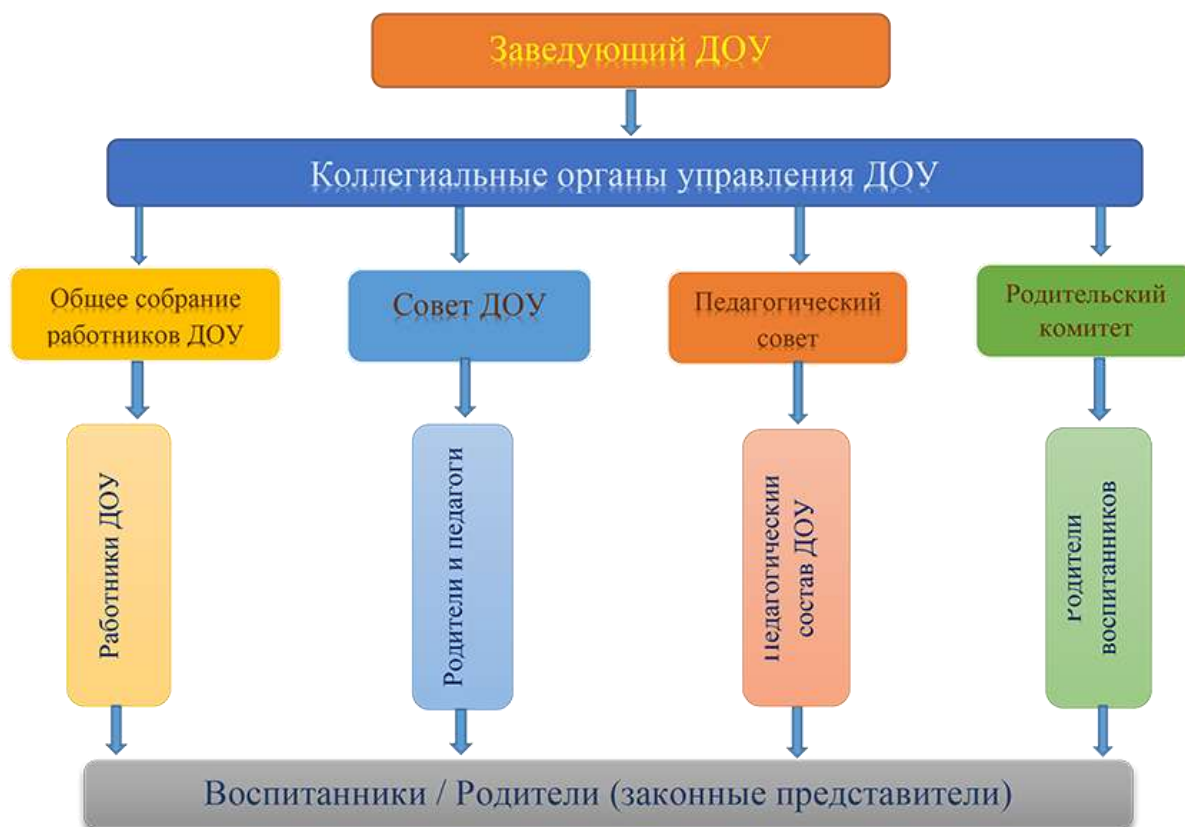 Заведующий ДОУ
Коллегиальные органы управления ДОУ
Общее собрание
работников ДОУ
Совет ДОУ
Педагогический
совет
Родительский
комитет
Работники ДОУ
Родители и педагоги
Педагогический
состав ДОУ
Родители
воспитанников
Воспитанники / Родители (законные представители)